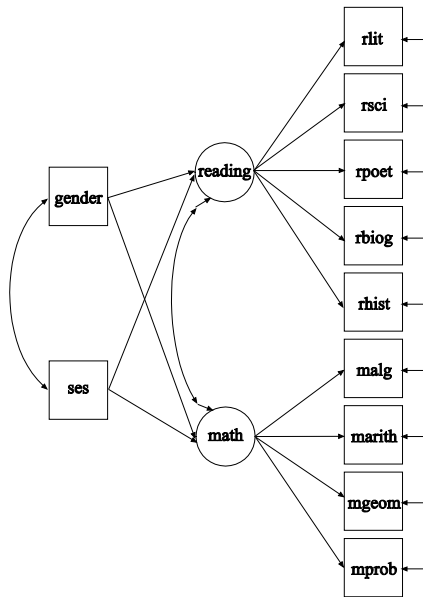 rlit
rsci
reading
rpoet
gender
rbiog
rhist
malg
ses
math
marith
mgeom
mprob